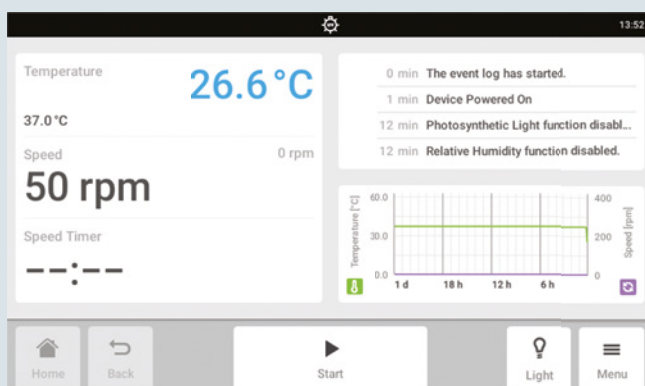 13:52
Temperature
26.6 °C
37.0 °C
Speed
0 rpm
50 rpm
Speed Timer
--:--
0 min The event log has started.
1 min Device Powered On
12 min Photosynthetic Light function disabl...
12 min Relative Humidity function disabled.
Temperature [°C]
60.0
30.0
0.0
400
200
0
Speed [rpm]
1 d 18 h 12 h 6 h
Home
Back
Start
Light
Menu